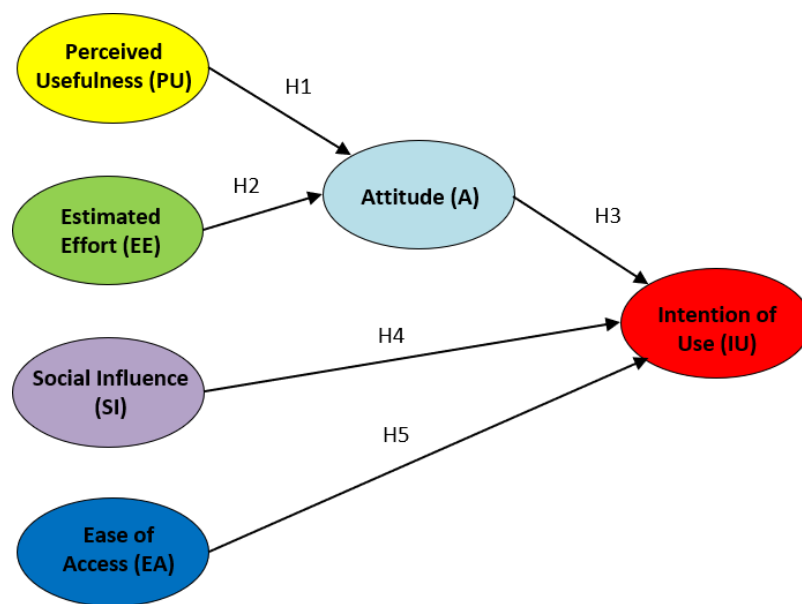 Perceived
Usefulness (PU)
H1
Attitude (A)
H2
Estimated
Effort (EE)
H3
Intention of
Use (IU)
H4
Social Influence
(SI)
H5
Ease of
Access (EA)